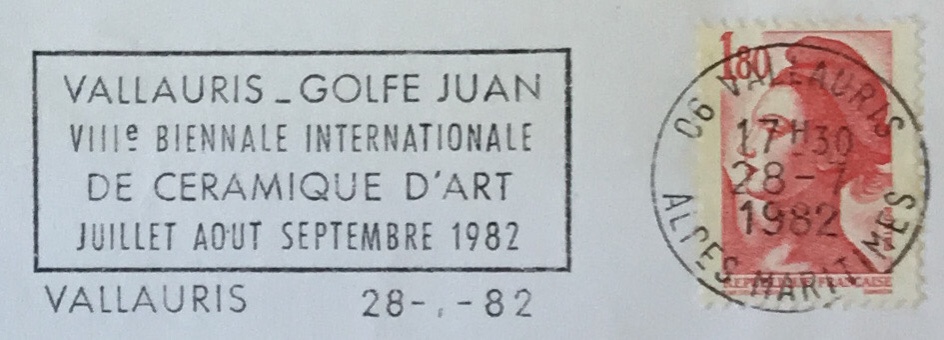 VALLAURIS - GOLFE JUAN
VIIIe BIENNALE INTERNATIONALE
DE CERAMIQUE D'ART
JUILLET AOUT SEPTEMBRE 1982
VALLAURIS 28-.-82
1,80
06 VALLAURIS
17H30
28-7
1982
ALPES MARITIMES
REPUBLIQUE FRANCAISE